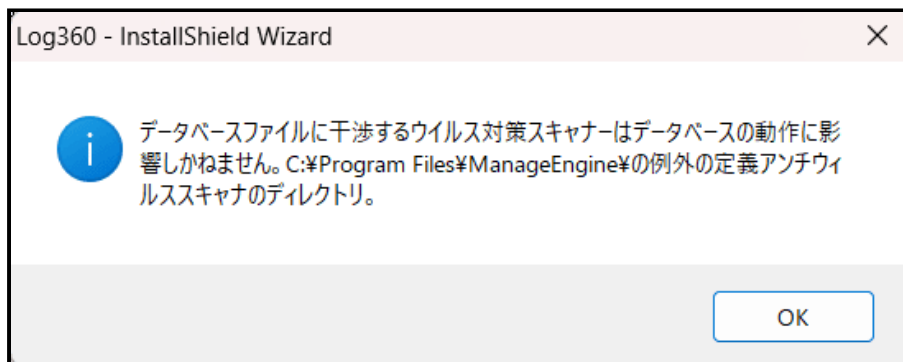 Log360 - InstallShield Wizard
データベースファイルに干渉するウイルス対策スキャナーはデータベースの動作に影
響しかねません。C:¥Program Files¥ManageEngine¥の例外の定義アンチウィ
ルススキャナのディレクトリ。
OK